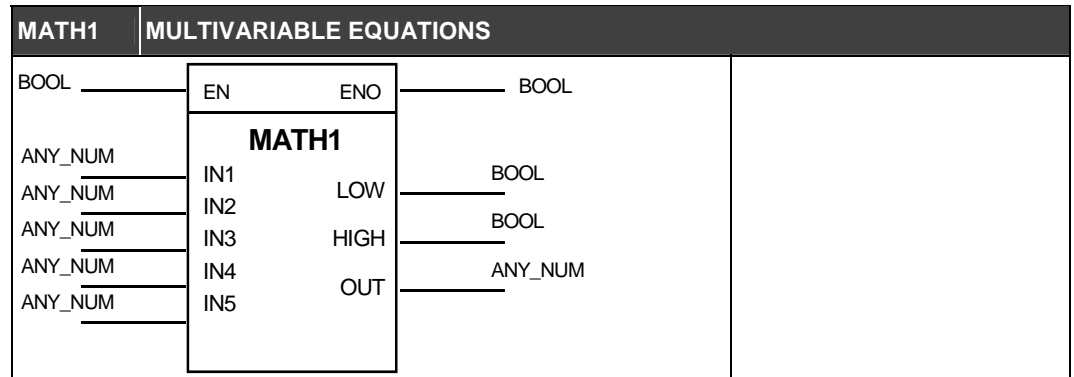 MATH1 MULTIVARIABLE EQUATIONS
BOOL EN ENO BOOL
MATH1
ANY_NUM IN1 LOW BOOL
ANY_NUM IN2
ANY_NUM IN3 HIGH BOOL
ANY_NUM IN4 OUT ANY_NUM
ANY_NUM IN5